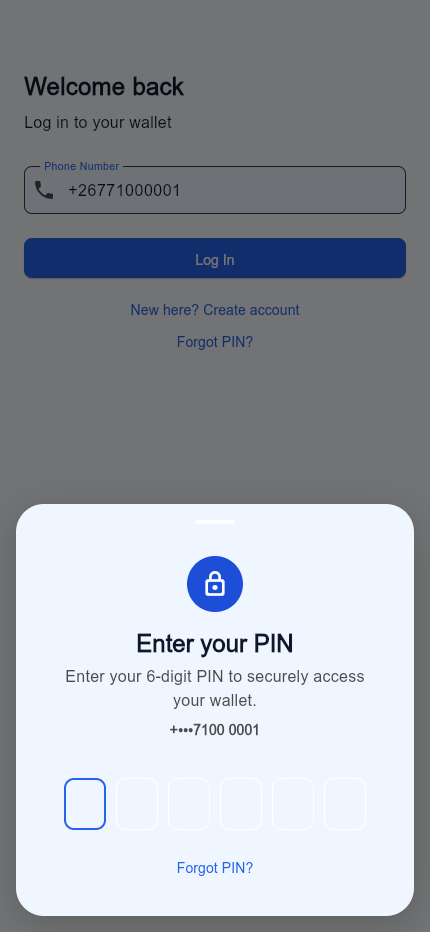 Welcome back
Log in to your wallet
Phone Number
+26771000001
Log In
New here? Create account
Forgot PIN?
Enter your PIN
Enter your 6-digit PIN to securely access
your wallet.
+•••7100 0001
Forgot PIN?